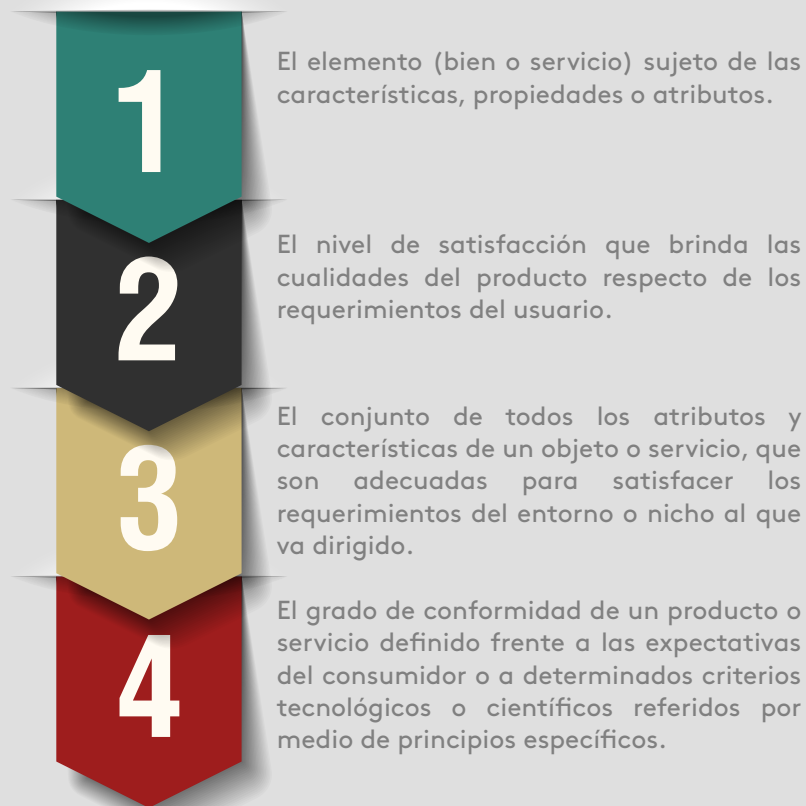 1
El elemento (bien o servicio) sujeto de las
características, propiedades o atributos.
2
El nivel de satisfacción que brinda las
cualidades del producto respecto de los
requerimientos del usuario.
3
El conjunto de todos los atributos y
características de un objeto o servicio, que
son adecuadas para satisfacer los
requerimientos del entorno o nicho al que
va dirigido.
4
El grado de conformidad de un producto o
servicio definido frente a las expectativas
del consumidor o a determinados criterios
tecnológicos o científicos referidos por
medio de principios específicos.